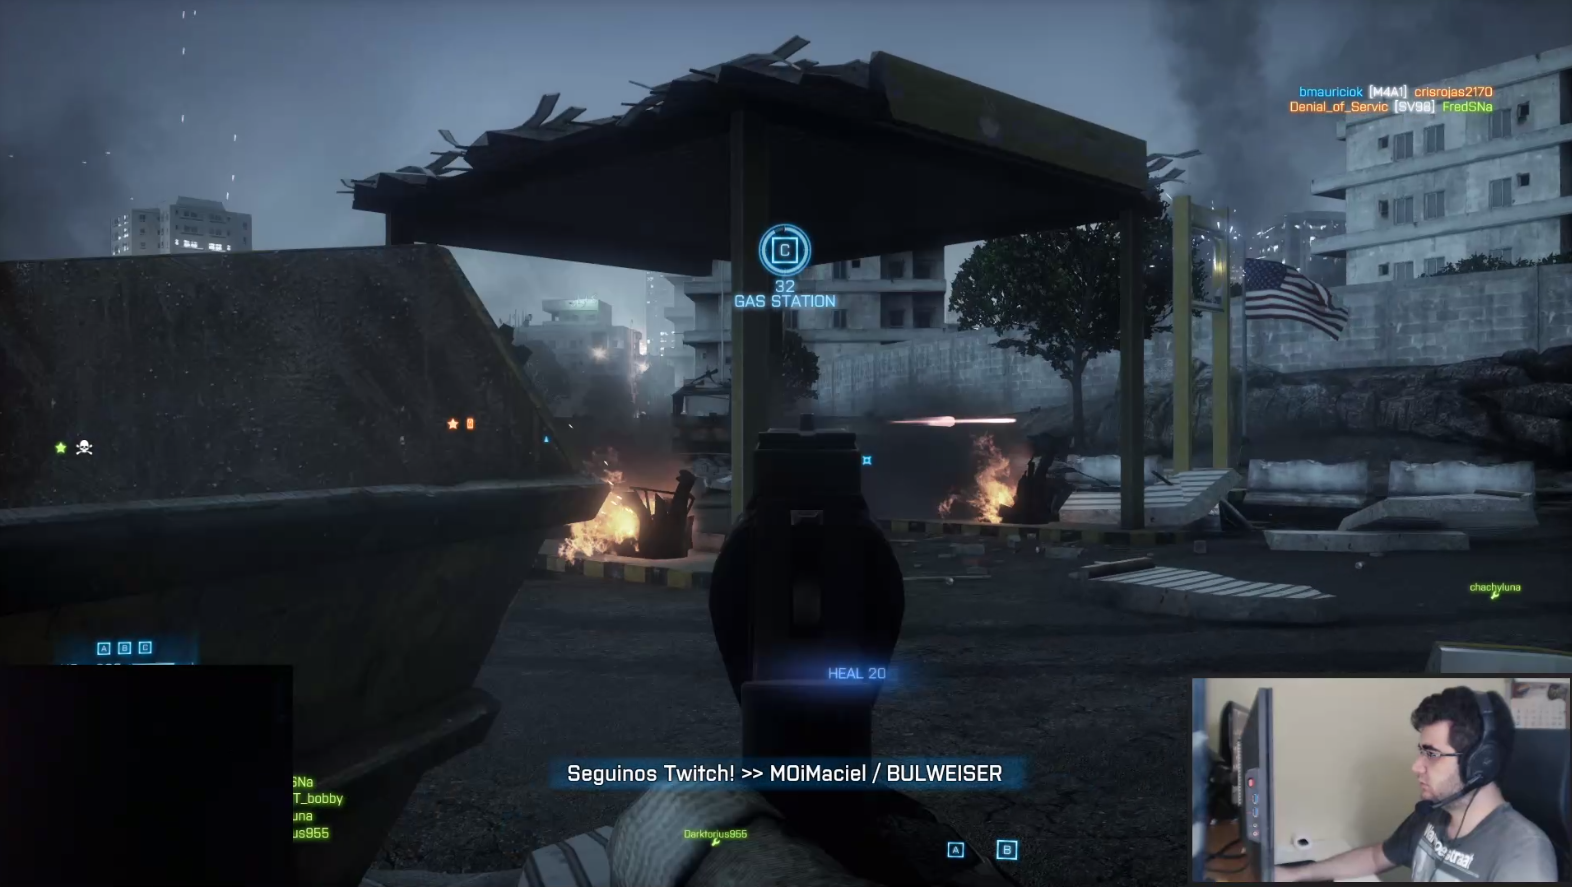 bmauriciok [M4A1] crisrojas2170
Denial_of_Servic [SV98] FredSNa
C
32
GAS STATION
chachyluna
A B C
HEAL 20
Seguinos Twitch! >> MOiMaciel / BULWEISER
SNa
T_bobby
una
us955
Darktorius955
A B